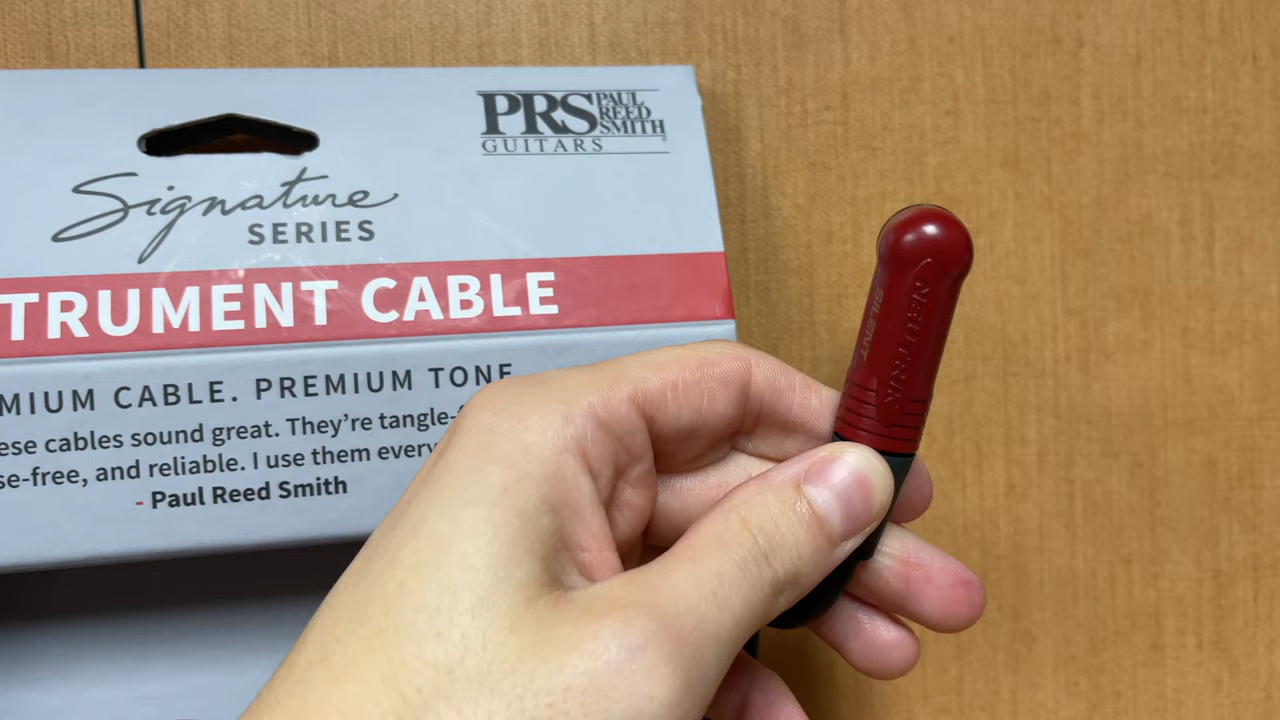 PRS PAUL
REED
SMITH
GUITARS
Signature
SERIES
TRUMENT CABLE
MIUM CABLE. PREMIUM TONE
ese cables sound great. They're tangle-
se-free, and reliable. I use them every
- Paul Reed Smith
NEUTRIK
SILENT